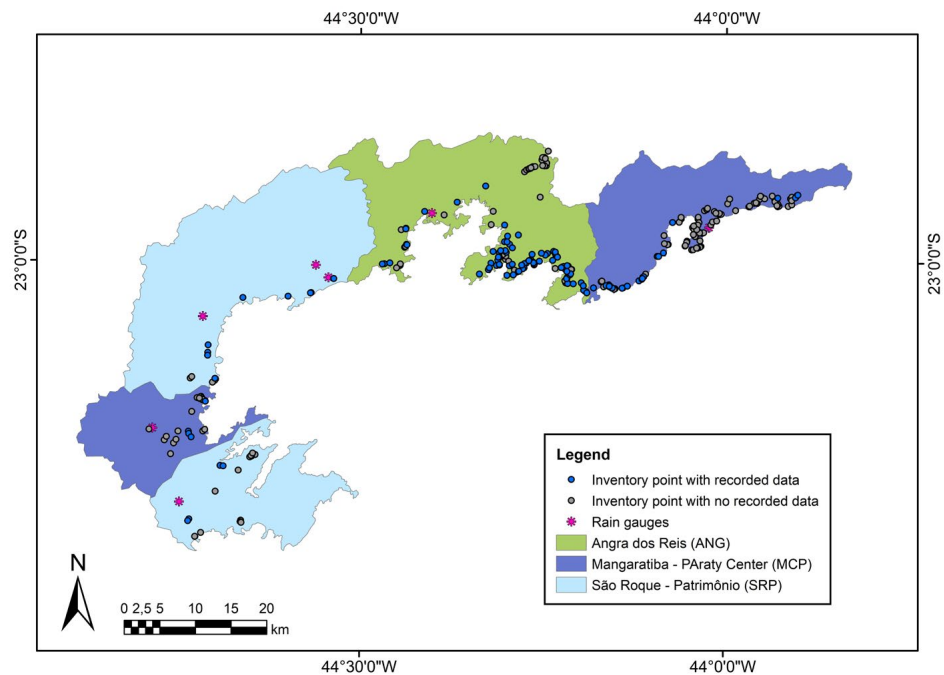 44°30'0"W 44°0'0"W
23°0'0"S
23°0'0"S
Legend
Inventory point with recorded data
Inventory point with no recorded data
Rain gauges
Angra dos Reis (ANG)
Mangaratiba - PAraty Center (MCP)
São Roque - Patrimônio (SRP)
N
0 2,5 5 10 15 20
km
44°30'0"W 44°0'0"W